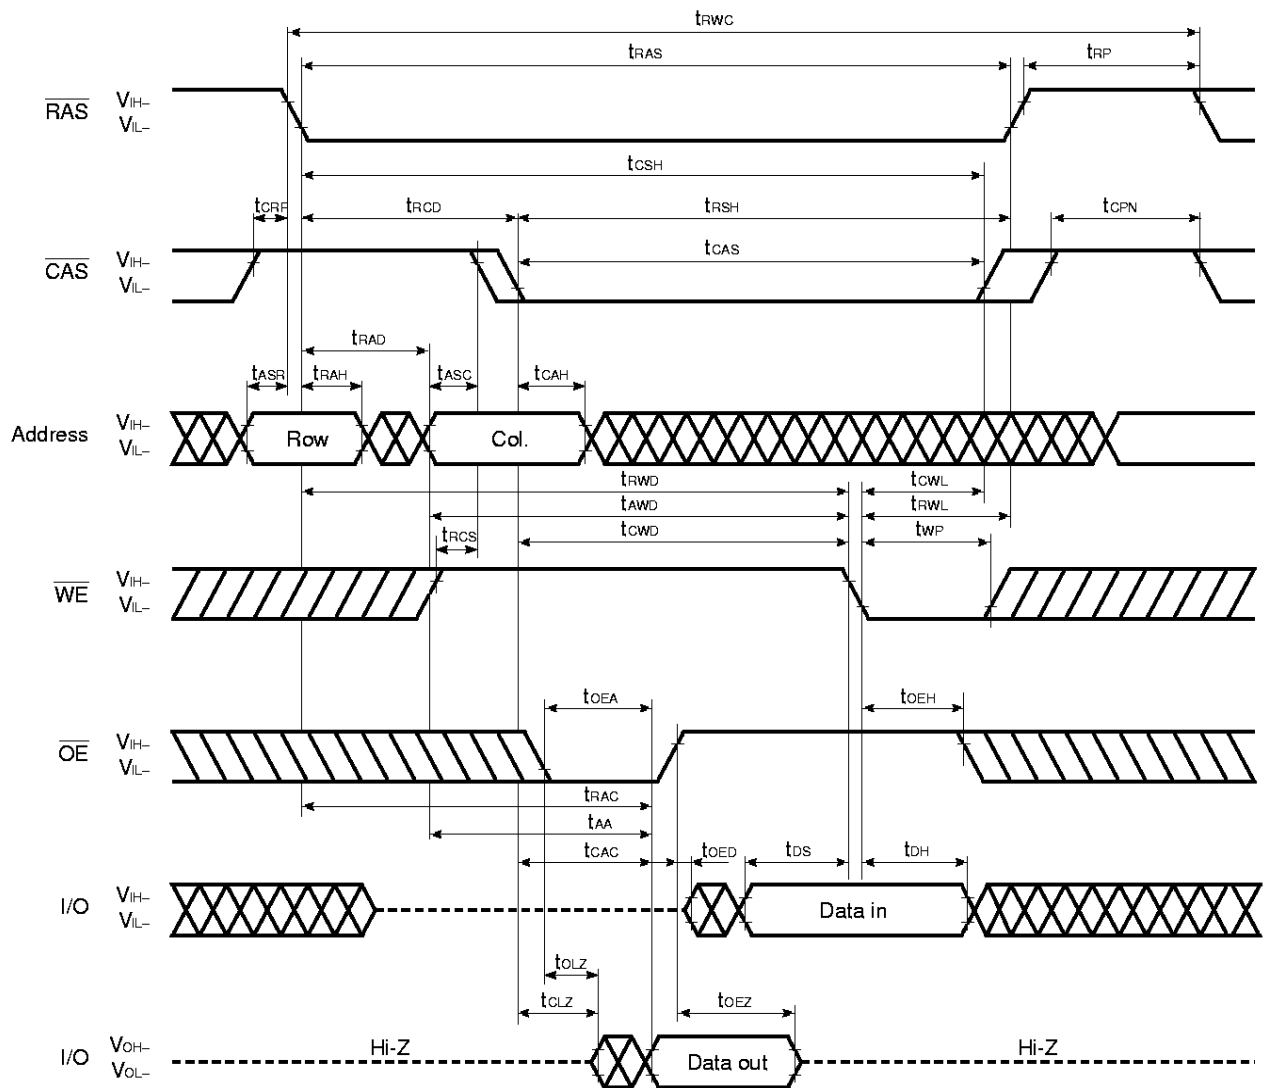 tRWC
tRAS tRP
RAS VIH–
VIL–
tCSH
tCRP tRCD tRSH tCPN
CAS VIH–
VIL–
tCAS
tRAD
tASR tRAH tASC tCAH
Address VIH–
VIL–
Row Col.
tRWD tCWL
tAWD tRWL
tRCS tCWD tWP
WE VIH–
VIL–
tOEA tOEH
OE VIH–
VIL–
tRAC
tAA
tCAC tOED tDS tDH
I/O VIH–
VIL–
Data in
tOLZ
tCLZ tOEZ
I/O VOH–
VOL–
Hi-Z Data out Hi-Z